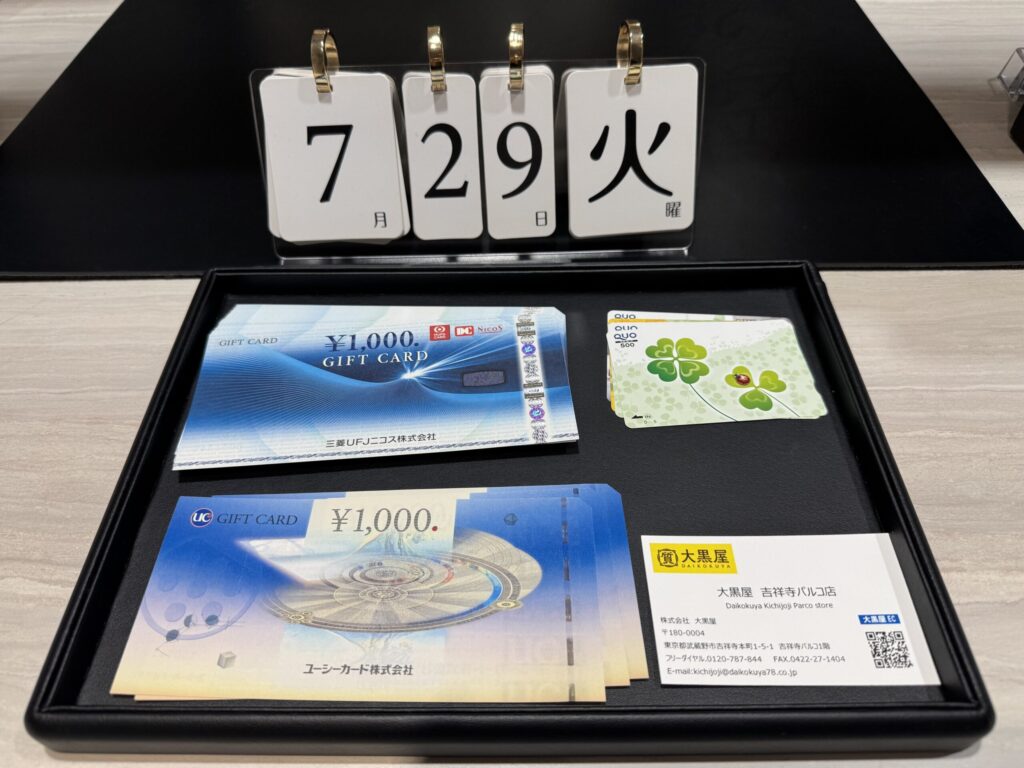 7月
2
9日
火曜
GIFT CARD
¥1,000.
GIFT CARD
DC
NICOS
三菱UFJニコス株式会社
QUO
QUO
500
UC GIFT CARD
¥1,000.
ユーシーカード株式会社
質 大黒屋
DAIKOKUYA
大黒屋 吉祥寺パルコ店
Daikokuya Kichijoji Parco store
株式会社 大黒屋
〒180-0004
東京都武蔵野市吉祥寺本町1-5-1 吉祥寺パルコ1階
フリーダイヤル.0120-787-844 FAX.0422-27-1404
E-mail:kichijoji@daikokuya78.co.jp
大黒屋 EC